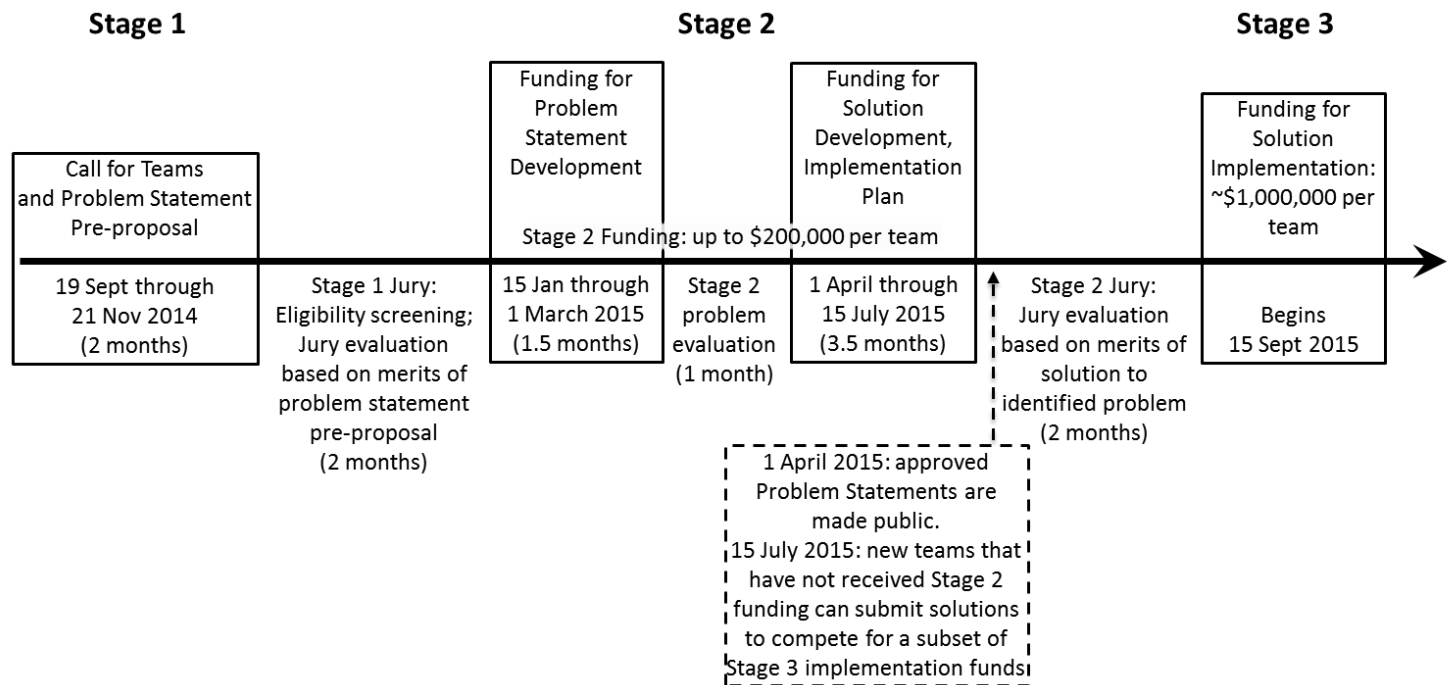 Stage 1
Stage 2
Stage 3
Call for Teams
and Problem Statement
Pre-proposal
19 Sept through
21 Nov 2014
(2 months)
Stage 1 Jury:
Eligibility screening;
Jury evaluation
based on merits of
problem statement
pre-proposal
(2 months)
Funding for
Problem
Statement
Development
Stage 2 Funding: up to $200,000 per team
15 Jan through
1 March 2015
(1.5 months)
Stage 2
problem
evaluation
(1 month)
Funding for
Solution
Development,
Implementation
Plan
1 April through
15 July 2015
(3.5 months)
1 April 2015: approved
Problem Statements are
made public.
15 July 2015: new teams that
have not received Stage 2
funding can submit solutions
to compete for a subset of
Stage 3 implementation funds
Stage 2 Jury:
Jury evaluation
based on merits of
solution to
identified problem
(2 months)
Funding for
Solution
Implementation:
~$1,000,000 per
team
Begins
15 Sept 2015